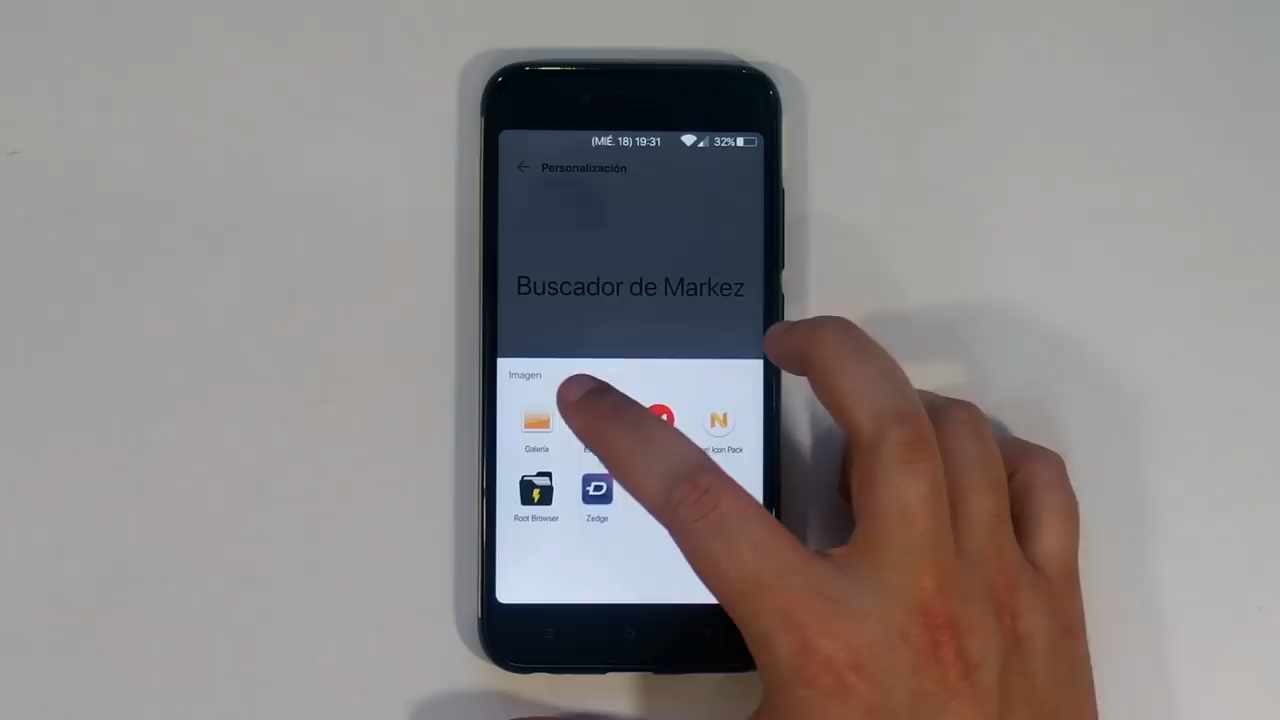 (MIÉ. 18) 19:31 32%
Personalización
Buscador de Markez
Imagen
Galería Icon Pack
Root Browser Zedge